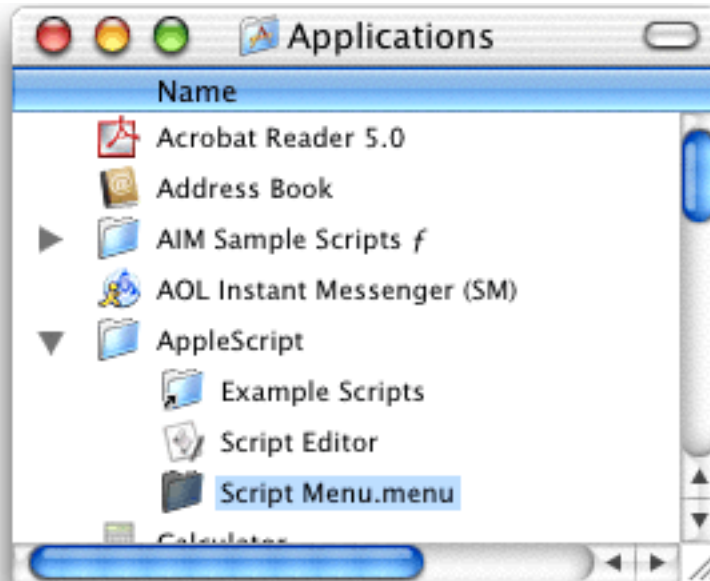 Applications
Name
Acrobat Reader 5.0
Address Book
AIM Sample Scripts ƒ
AOL Instant Messenger (SM)
AppleScript
Example Scripts
Script Editor
Script Menu.menu
Calculator